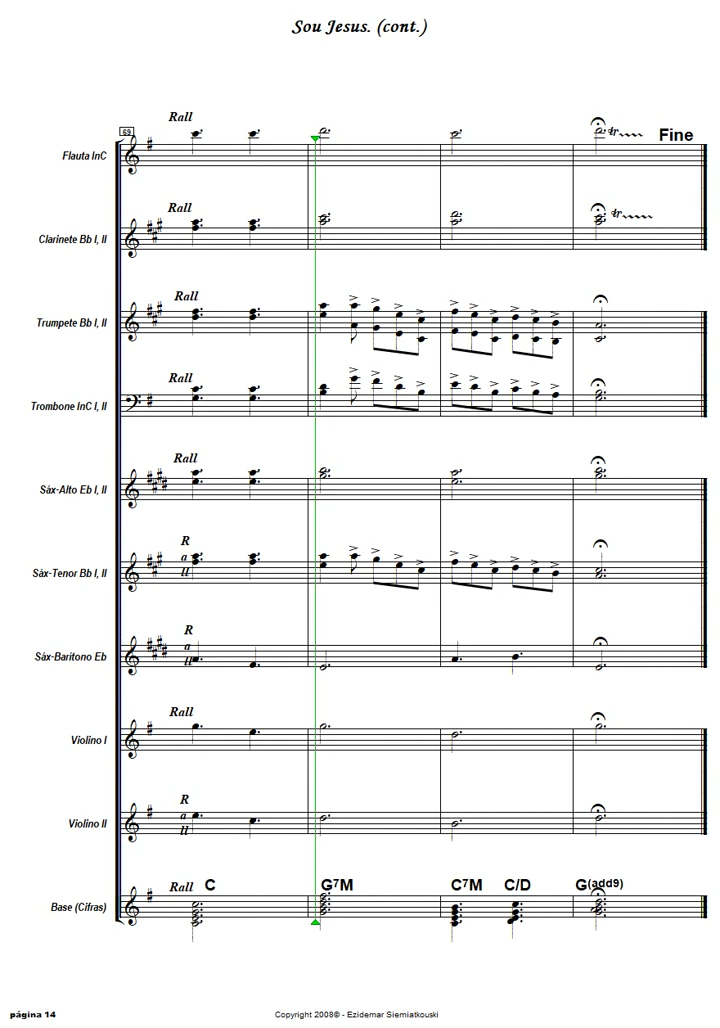 Sou Jesus. (cont.)
Rall
69
Fine
Flauta InC
Rall
Clarinete Bb I, II
Rall
Trumpete Bb I, II
Rall
Trombone InC I, II
Rall
Sáx-Alto Eb I, II
R
a
ll
Sáx-Tenor Bb I, II
R
a
ll
Sáx-Barítono Eb
Rall
Violino I
R
a
ll
Violino II
Rall C G7M C7M C/D G(add9)
Base (Cifras)
página 14 Copyright 2008© - Ezidemar Siemiatkouski